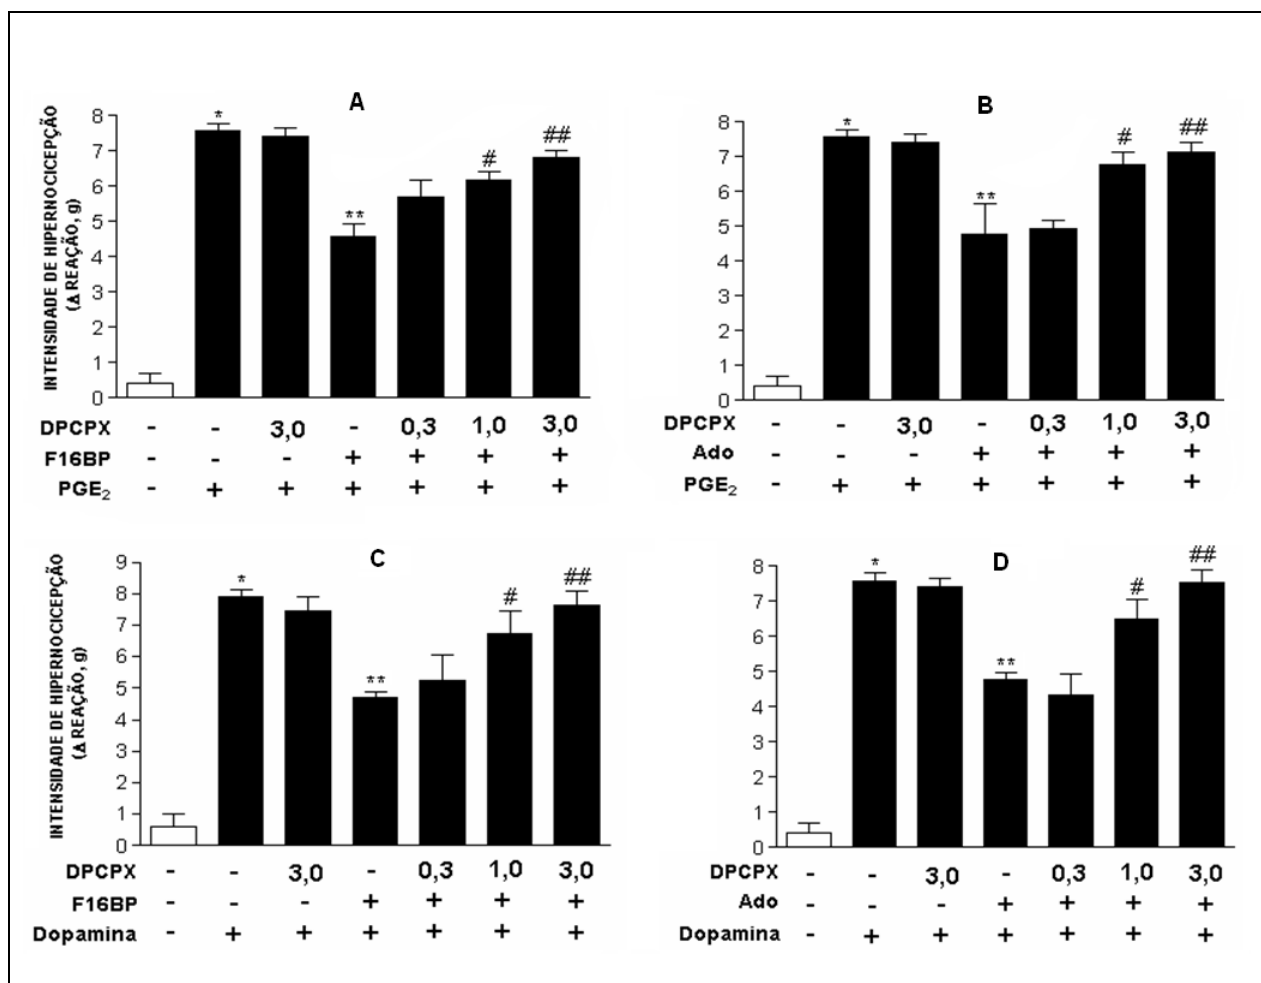 A
INTENSIDADE DE HIPERNOCICEPÇÃO
(Δ REAÇÃO, g)
8
7
6
5
4
3
2
1
0
* ** # ##
DPCPX - - 3,0 - 0,3 1,0 3,0
F16BP - - - + + + +
PGE₂ - + + + + + +
B
8
7
6
5
4
3
2
1
0
* ** # ##
DPCPX - - 3,0 - 0,3 1,0 3,0
Ado - - - + + + +
PGE₂ - + + + + + +
C
INTENSIDADE DE HIPERNOCICEPÇÃO
(Δ REAÇÃO, g)
9
8
7
6
5
4
3
2
1
0
* ** # ##
DPCPX - - 3,0 - 0,3 1,0 3,0
F16BP - - - + + + +
Dopamina - + + + + + +
D
8
7
6
5
4
3
2
1
0
* ** # ##
DPCPX - - 3,0 - 0,3 1,0 3,0
Ado - - - + + + +
Dopamina - + + + + + +